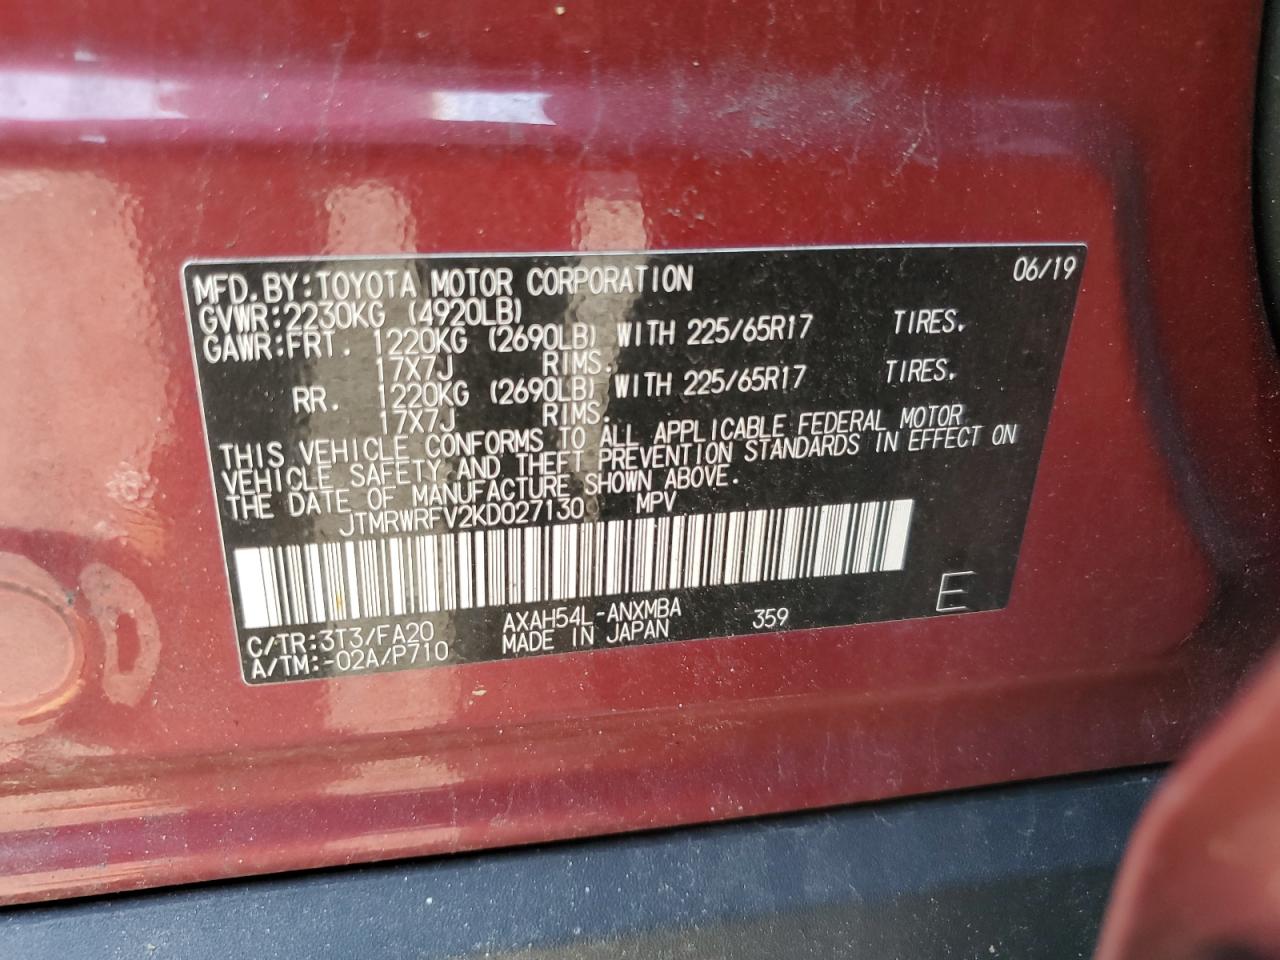 MFD.BY:TOYOTA MOTOR CORPORATION 06/19
GVWR:2230KG (4920LB)
GAWR:FRT. 1220KG (2690LB) WITH 225/65R17 TIRES.
17X7J RIMS.
RR. 1220KG (2690LB) WITH 225/65R17 TIRES.
17X7J RIMS.
THIS VEHICLE CONFORMS TO ALL APPLICABLE FEDERAL MOTOR
VEHICLE SAFETY AND THEFT PREVENTION STANDARDS IN EFFECT ON
THE DATE OF MANUFACTURE SHOWN ABOVE.
JTMRWRFV2KD027130 MPV
C/TR:3T3/FA20 AXAH54L-ANXMBA 359 E
A/TM:-02A/P710 MADE IN JAPAN